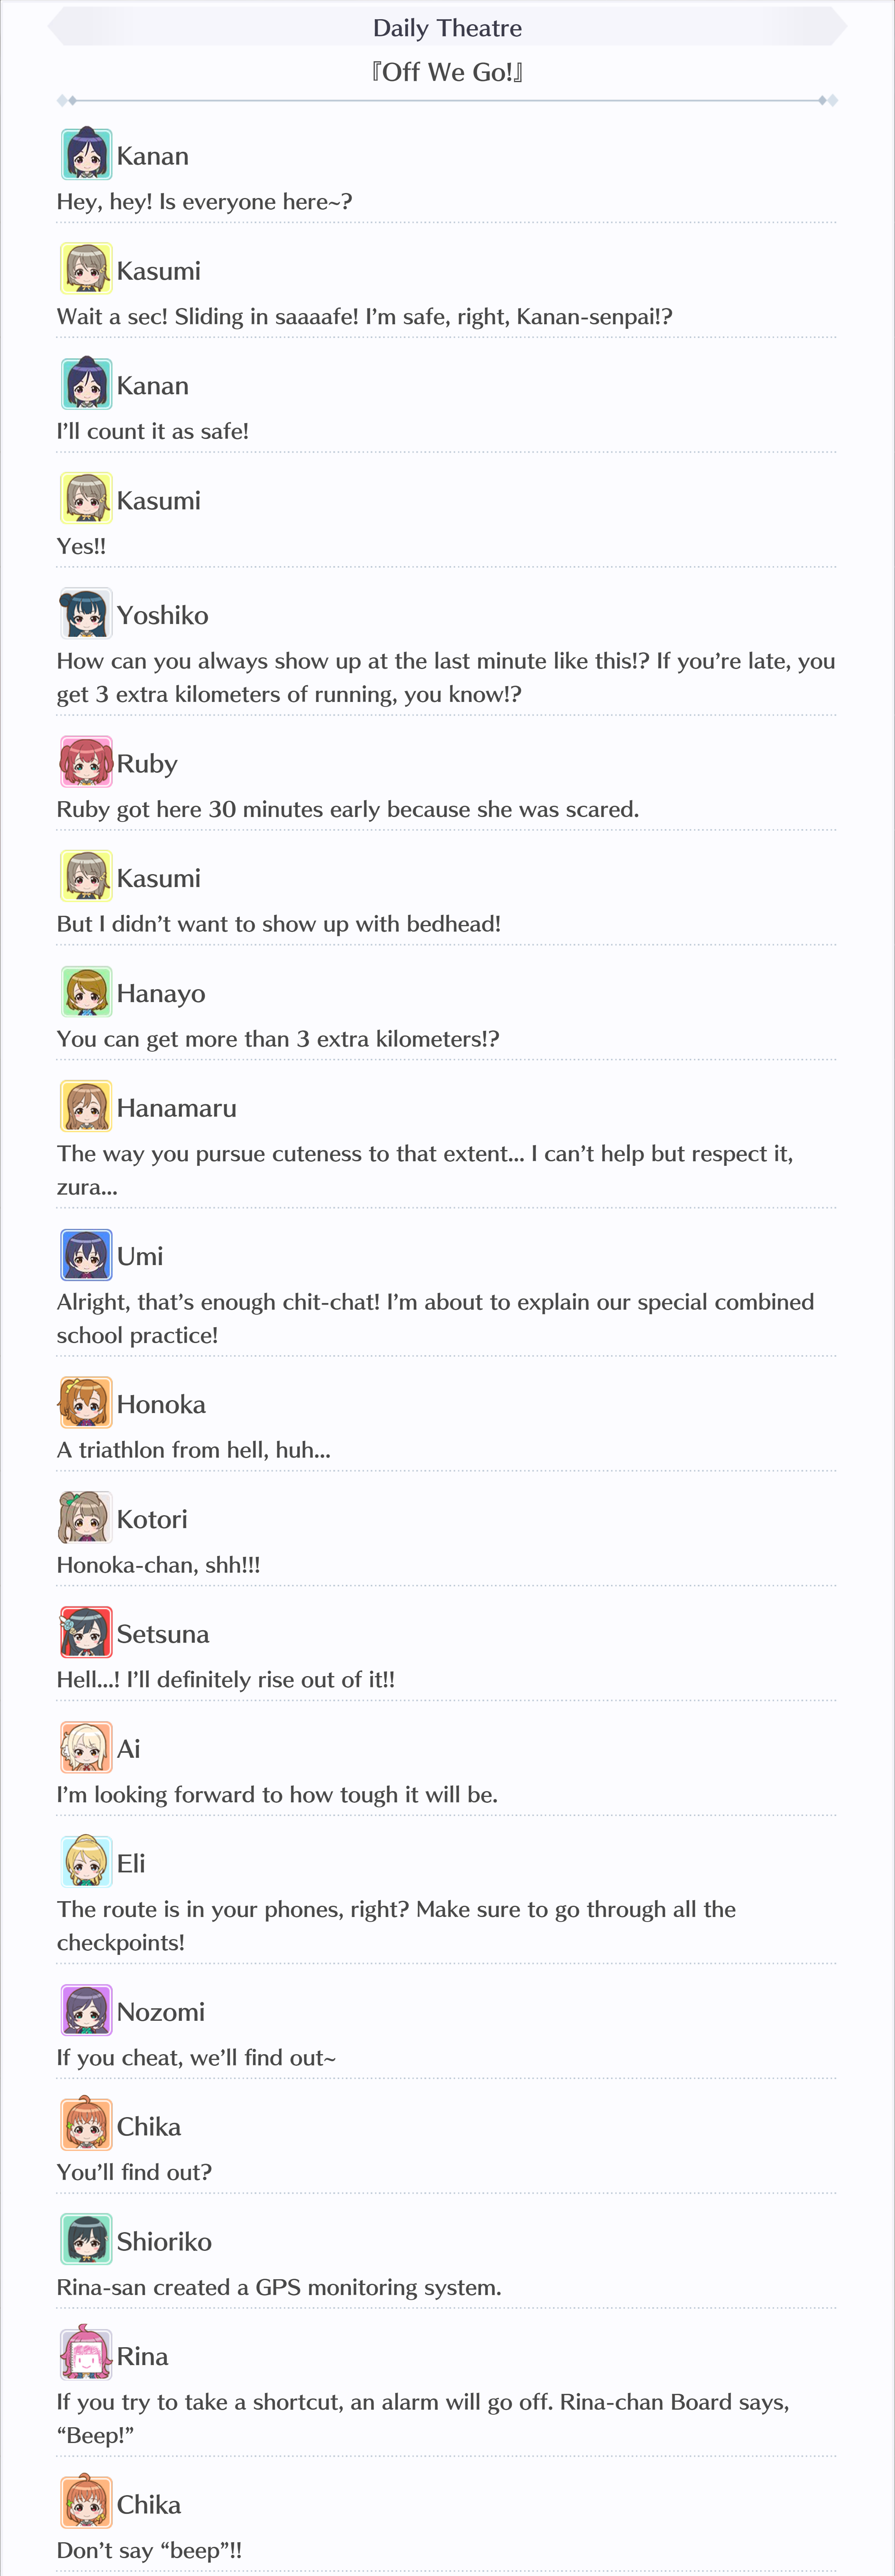 Daily Theatre
『Off We Go!』
Kanan
Hey, hey! Is everyone here~?
Kasumi
Wait a sec! Sliding in saaaafe! I’m safe, right, Kanan-senpai!?
Kanan
I’ll count it as safe!
Kasumi
Yes!!
Yoshiko
How can you always show up at the last minute like this!? If you’re late, you
get 3 extra kilometers of running, you know!?
Ruby
Ruby got here 30 minutes early because she was scared.
Kasumi
But I didn’t want to show up with bedhead!
Hanayo
You can get more than 3 extra kilometers!?
Hanamaru
The way you pursue cuteness to that extent... I can’t help but respect it,
zura...
Umi
Alright, that’s enough chit-chat! I’m about to explain our special combined
school practice!
Honoka
A triathlon from hell, huh...
Kotori
Honoka-chan, shh!!!
Setsuna
Hell...! I’ll definitely rise out of it!!
Ai
I’m looking forward to how tough it will be.
Eli
The route is in your phones, right? Make sure to go through all the
checkpoints!
Nozomi
If you cheat, we’ll find out~
Chika
You’ll find out?
Shioriko
Rina-san created a GPS monitoring system.
Rina
If you try to take a shortcut, an alarm will go off. Rina-chan Board says,
“Beep!”
Chika
Don’t say “beep”!!